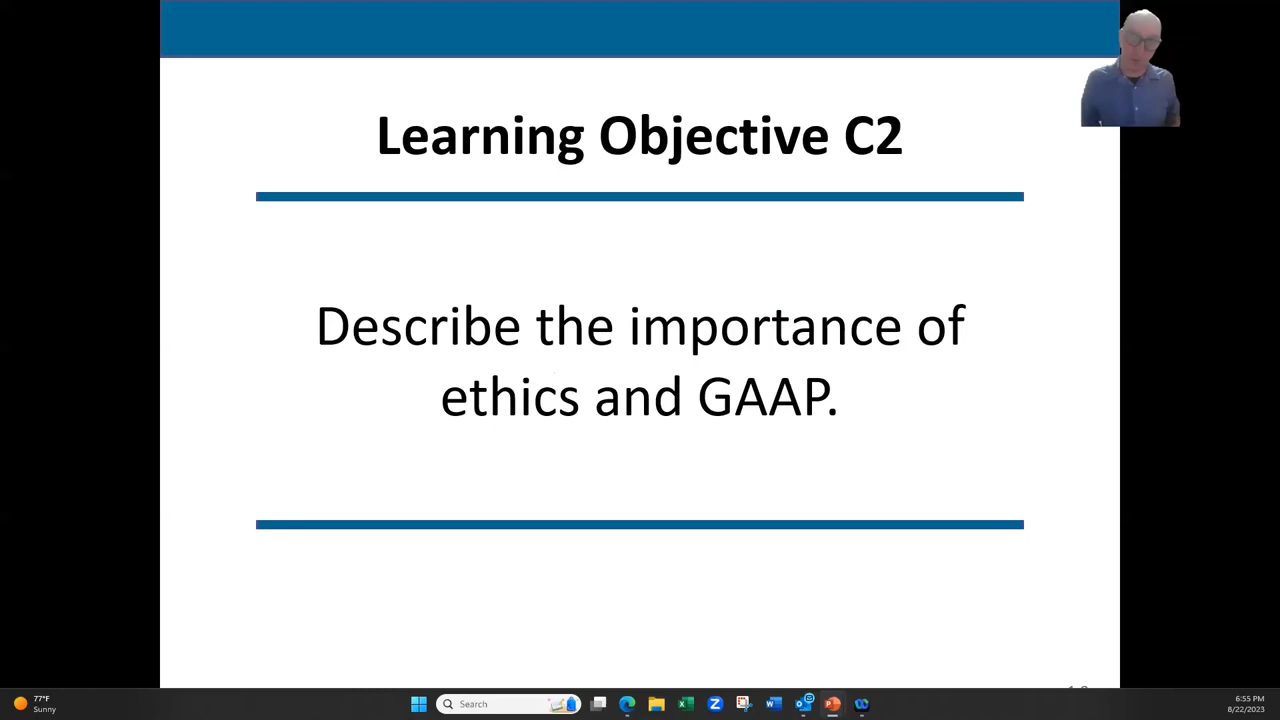 Learning Objective C2
Describe the importance of
ethics and GAAP.
77°F
Sunny
Search
6:55 PM
8/22/2023